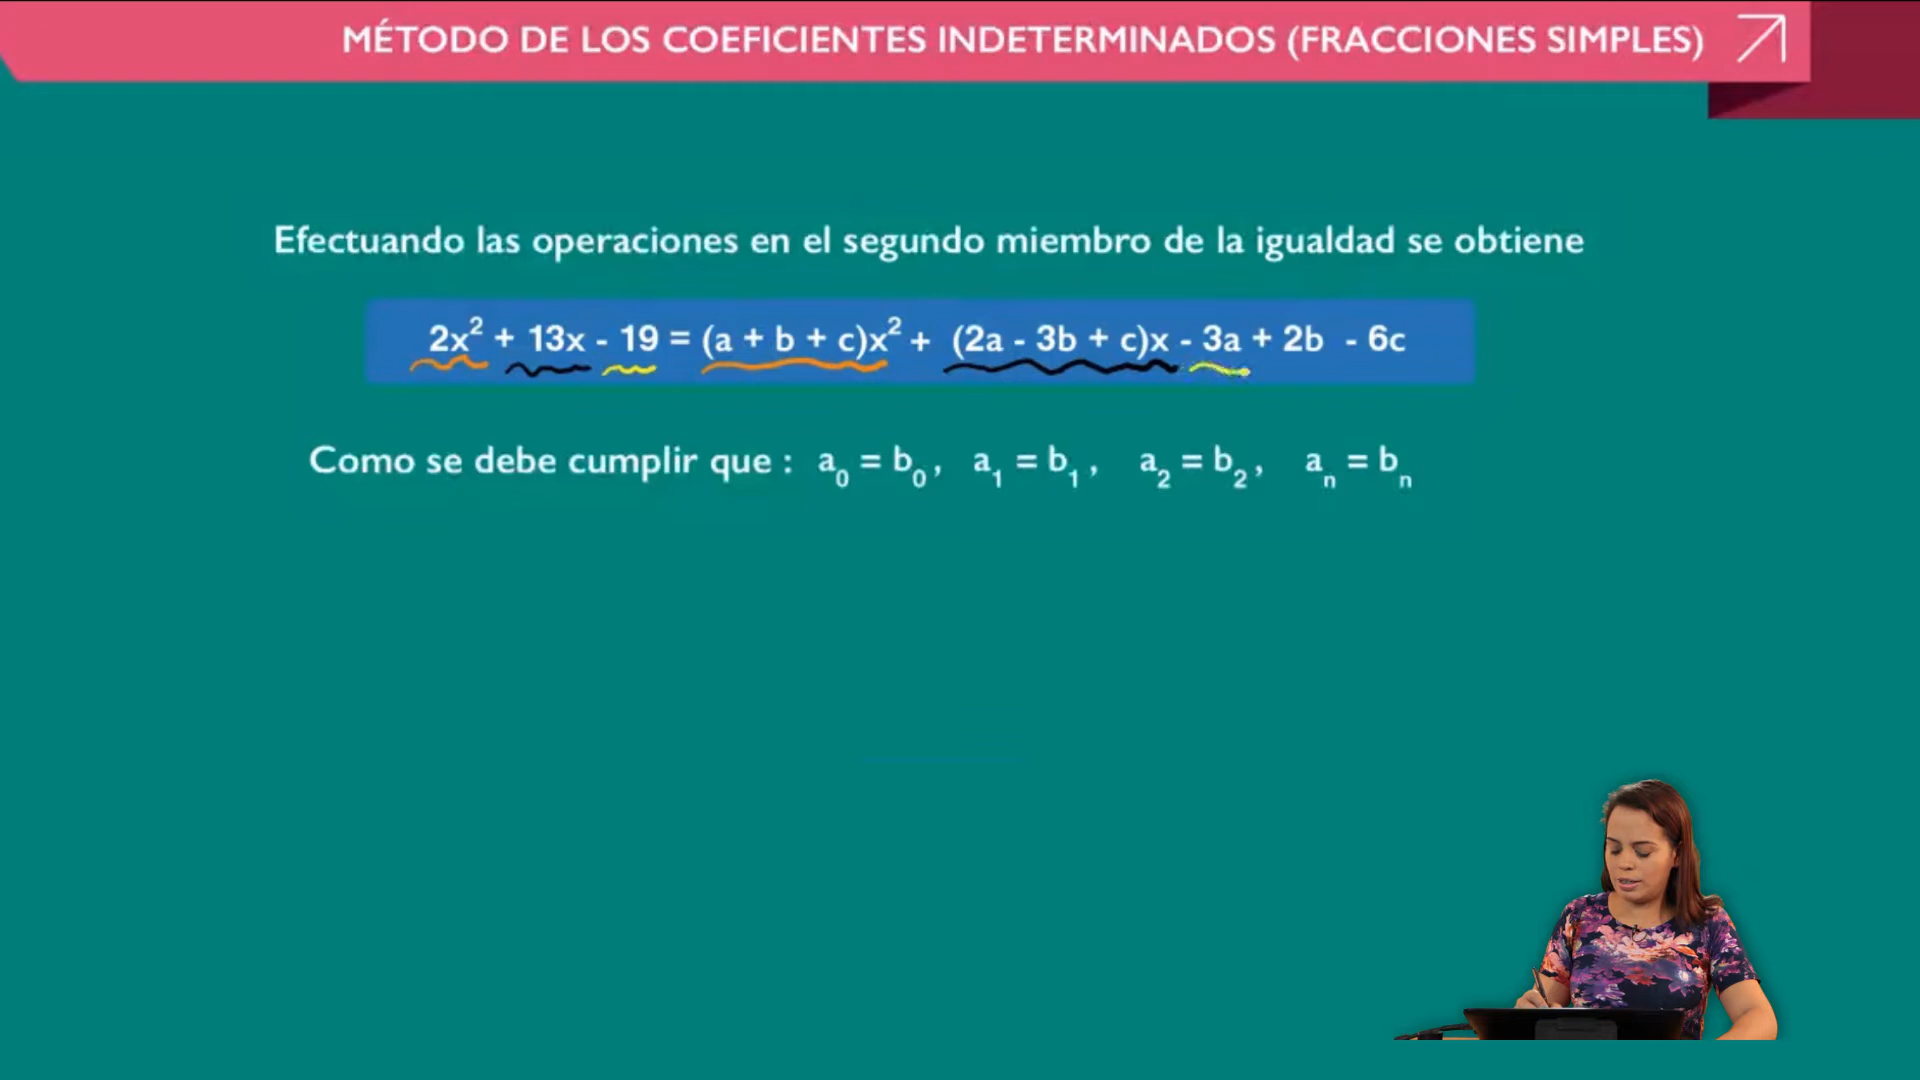 MÉTODO DE LOS COEFICIENTES INDETERMINADOS (FRACCIONES SIMPLES)
Efectuando las operaciones en el segundo miembro de la igualdad se obtiene
2x² + 13x - 19 = (a + b + c)x² + (2a - 3b + c)x - 3a + 2b - 6c
Como se debe cumplir que : a₀ = b₀, a₁ = b₁, a₂ = b₂, aₙ = bₙ